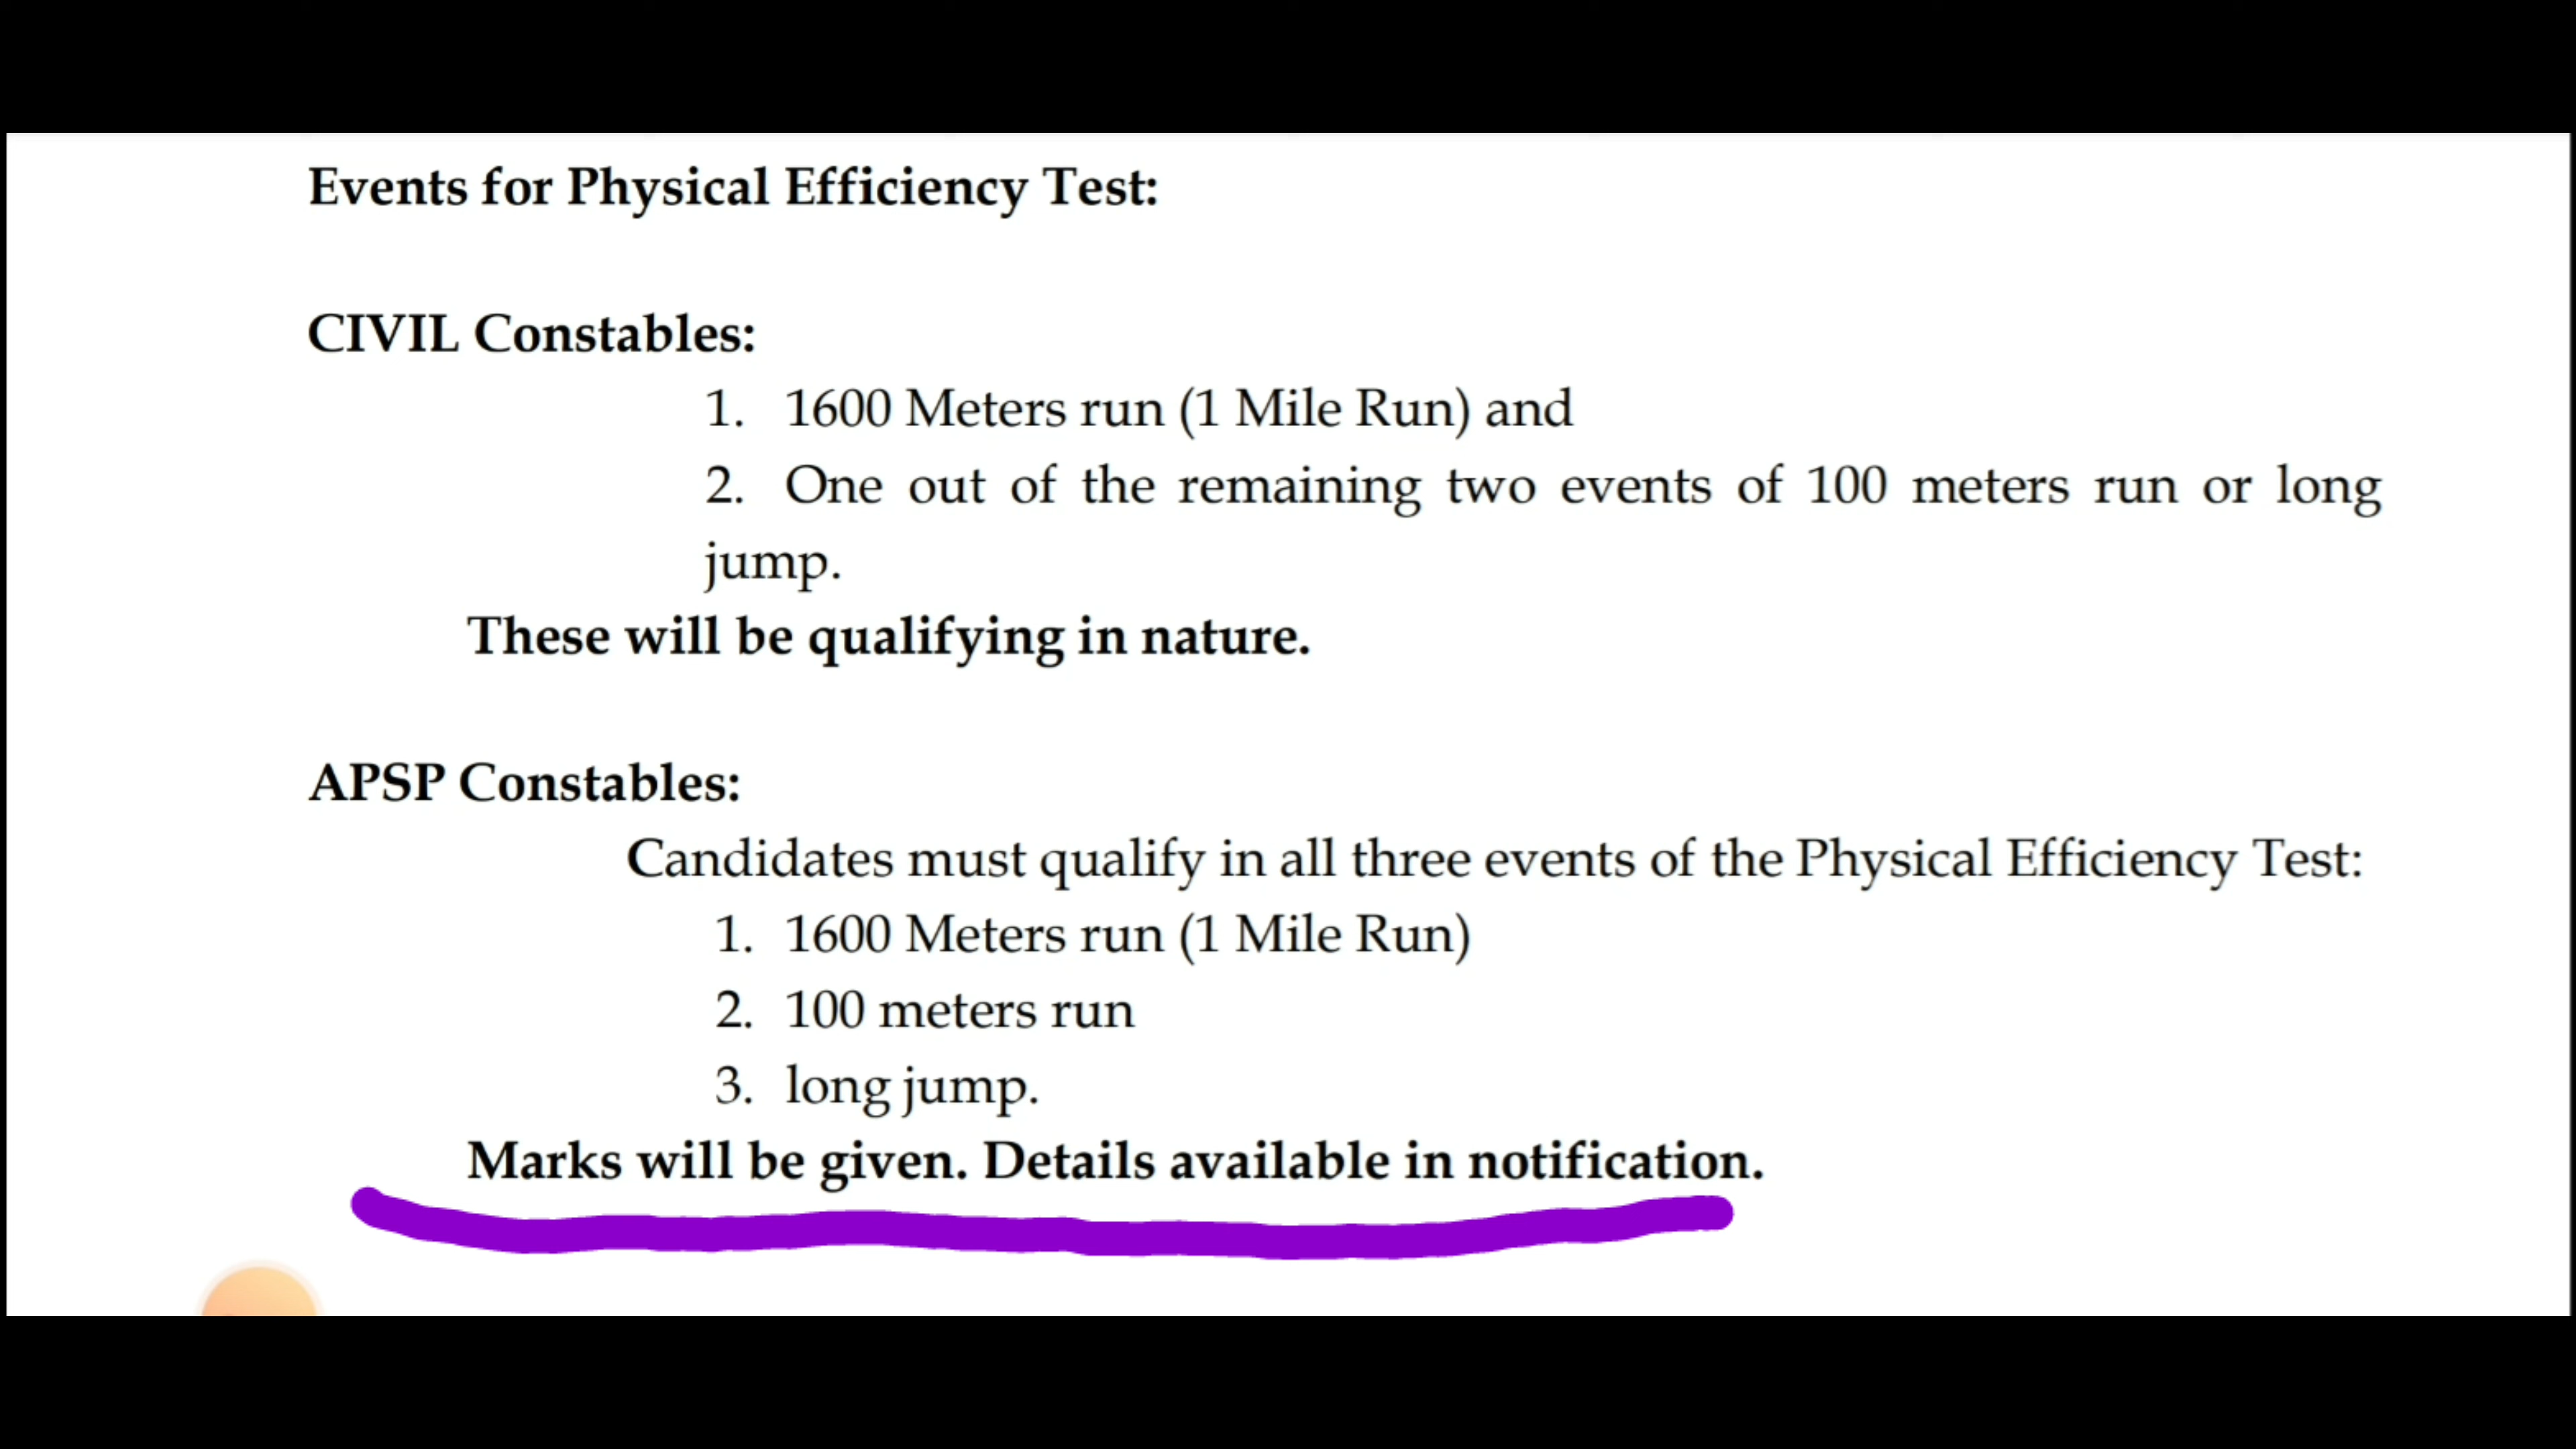 Events for Physical Efficiency Test:
CIVIL Constables:
1. 1600 Meters run (1 Mile Run) and
2. One out of the remaining two events of 100 meters run or long
jump.
These will be qualifying in nature.
APSP Constables:
Candidates must qualify in all three events of the Physical Efficiency Test:
1. 1600 Meters run (1 Mile Run)
2. 100 meters run
3. long jump.
Marks will be given. Details available in notification.